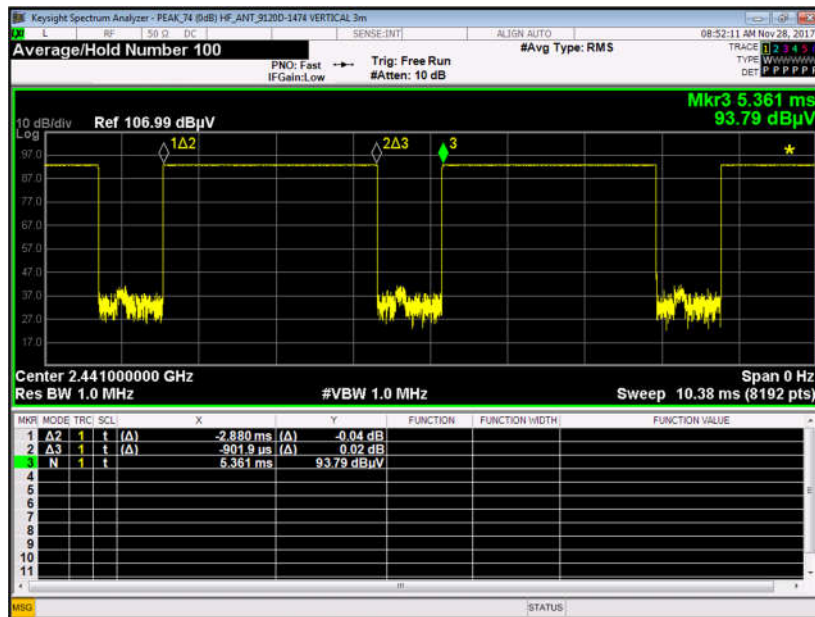 Keysight Spectrum Analyzer - PEAK_74 (0dB) HF_ANT_9120D-1474 VERTICAL 3m
LXI L RF 50 Ω DC SENSE:INT ALIGN AUTO 08:52:11 AM Nov 28, 2017
Average/Hold Number 100
PNO: Fast
IFGain:Low
Trig: Free Run
#Atten: 10 dB
#Avg Type: RMS
TRACE 1 2 3 4 5
TYPE W W W W W W
DET P P P P P P
Mkr3 5.361 ms
93.79 dBµV
10 dB/div Ref 106.99 dBµV
Log
97.0
87.0
77.0
67.0
57.0
47.0
37.0
27.0
17.0
1Δ2
2Δ3
3
*
Center 2.441000000 GHz Span 0 Hz
Res BW 1.0 MHz #VBW 1.0 MHz Sweep 10.38 ms (8192 pts)
MKR MODE TRC SCL X Y FUNCTION FUNCTION WIDTH FUNCTION VALUE
1 Δ2 1 t (Δ) -2.880 ms (Δ) -0.04 dB
2 Δ3 1 t (Δ) -901.9 µs (Δ) 0.02 dB
3 N 1 t 5.361 ms 93.79 dBµV
4
5
6
7
8
9
10
11
MSG STATUS